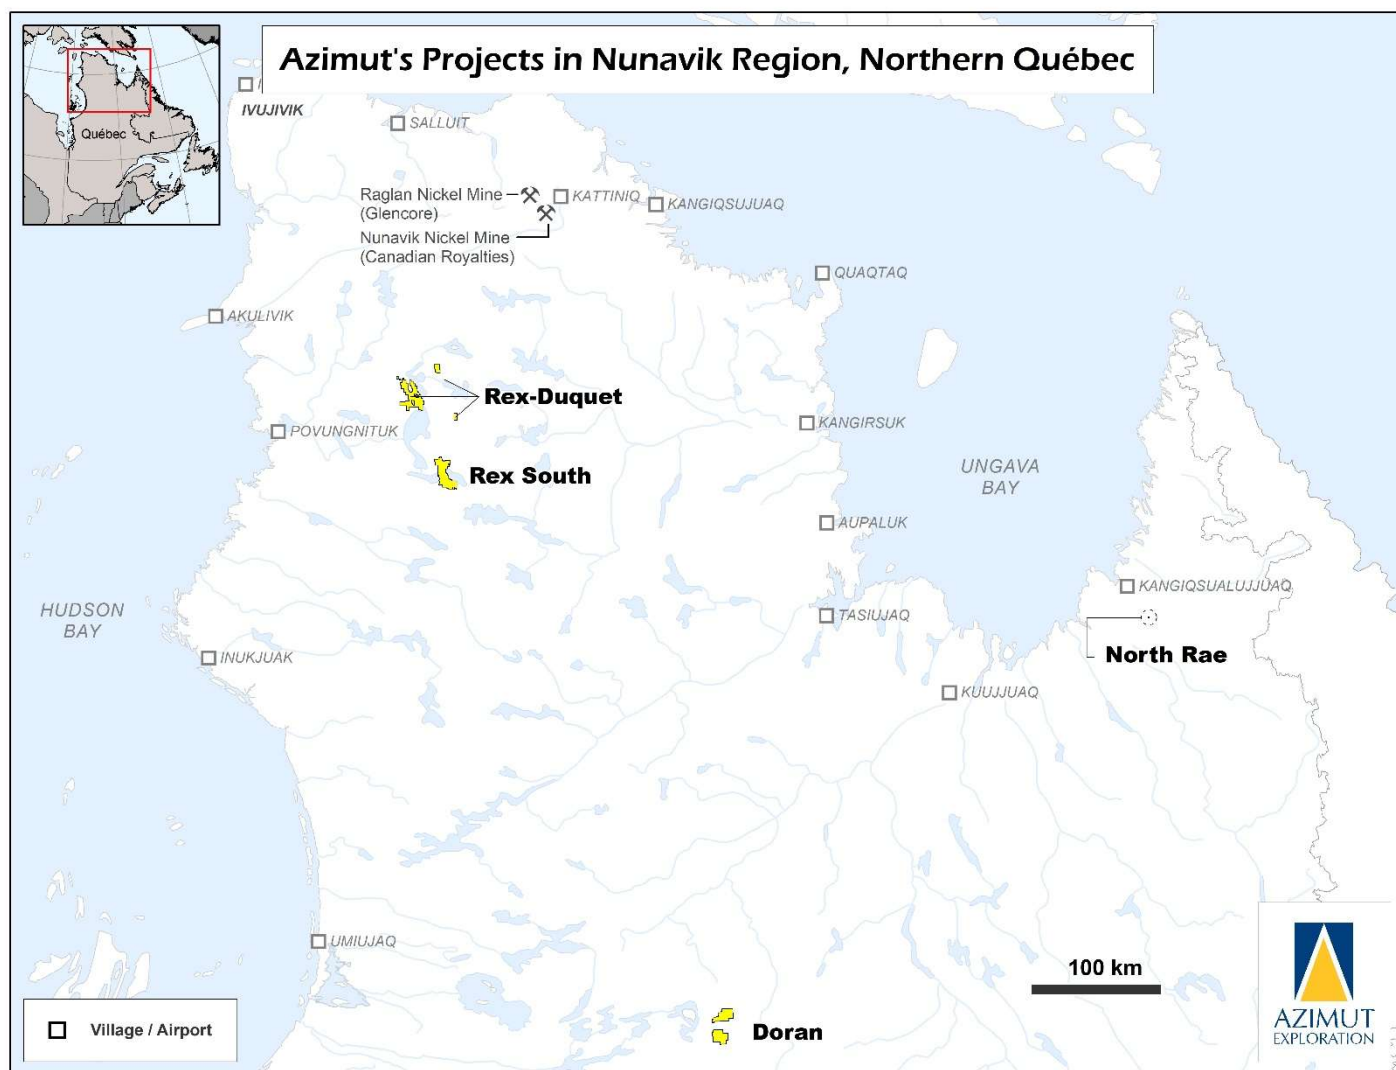 Azimut's Projects in Nunavik Region, Northern Québec
Québec
IVUJIVIK
SALLUIT
Raglan Nickel Mine
(Glencore)
KATTINIQ
KANGIQSUJUAQ
Nunavik Nickel Mine
(Canadian Royalties)
QUAQTAQ
AKULIVIK
Rex-Duquet
POVUNGNITUK
KANGIRSUK
Rex South
UNGAVA
BAY
AUPALUK
KANGIQSUALUJJUAQ
HUDSON
BAY
TASIUJAQ
INUKJUAK
North Rae
KUUJJUAQ
UMIUJAQ
100 km
Village / Airport
Doran
AZIMUT
EXPLORATION